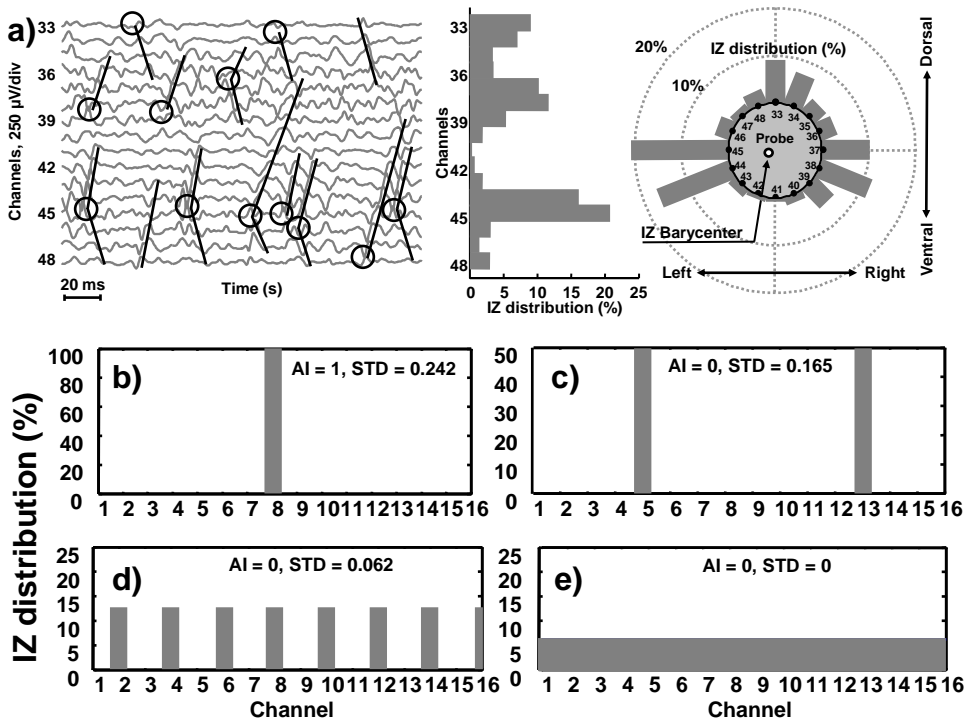 a)
Channels, 250 µV/div
33
36
39
42
45
48
20 ms
Time (s)
Channels
33
36
39
42
45
48
0 5 10 15 20 25
IZ distribution (%)
20%
IZ distribution (%)
10%
33
34
35
36
37
38
39
40
41
42
43
44
45
46
47
48
Probe
IZ Barycenter
Left
Right
Dorsal
Ventral
IZ distribution (%)
b)
AI = 1, STD = 0.242
100
80
60
40
20
0
1 2 3 4 5 6 7 8 9 10 11 12 13 14 15 16
c)
AI = 0, STD = 0.165
50
40
30
20
10
0
1 2 3 4 5 6 7 8 9 10 11 12 13 14 15 16
d)
AI = 0, STD = 0.062
25
20
15
10
5
0
1 2 3 4 5 6 7 8 9 10 11 12 13 14 15 16
Channel
e)
AI = 0, STD = 0
25
20
15
10
5
0
1 2 3 4 5 6 7 8 9 10 11 12 13 14 15 16
Channel